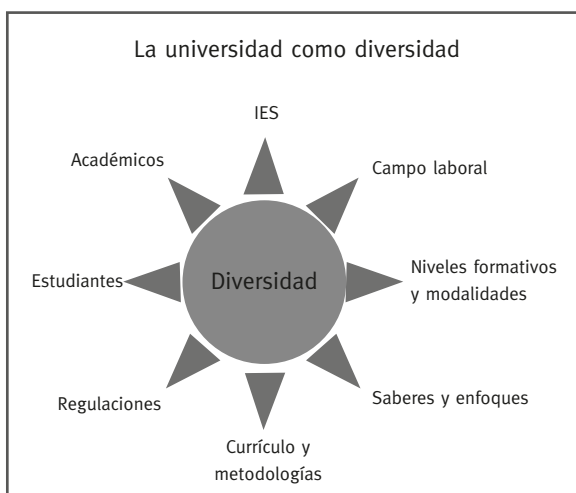 La universidad como diversidad
IES
Académicos
Campo laboral
Estudiantes
Diversidad
Niveles formativos
y modalidades
Regulaciones
Saberes y enfoques
Currículo y
metodologías